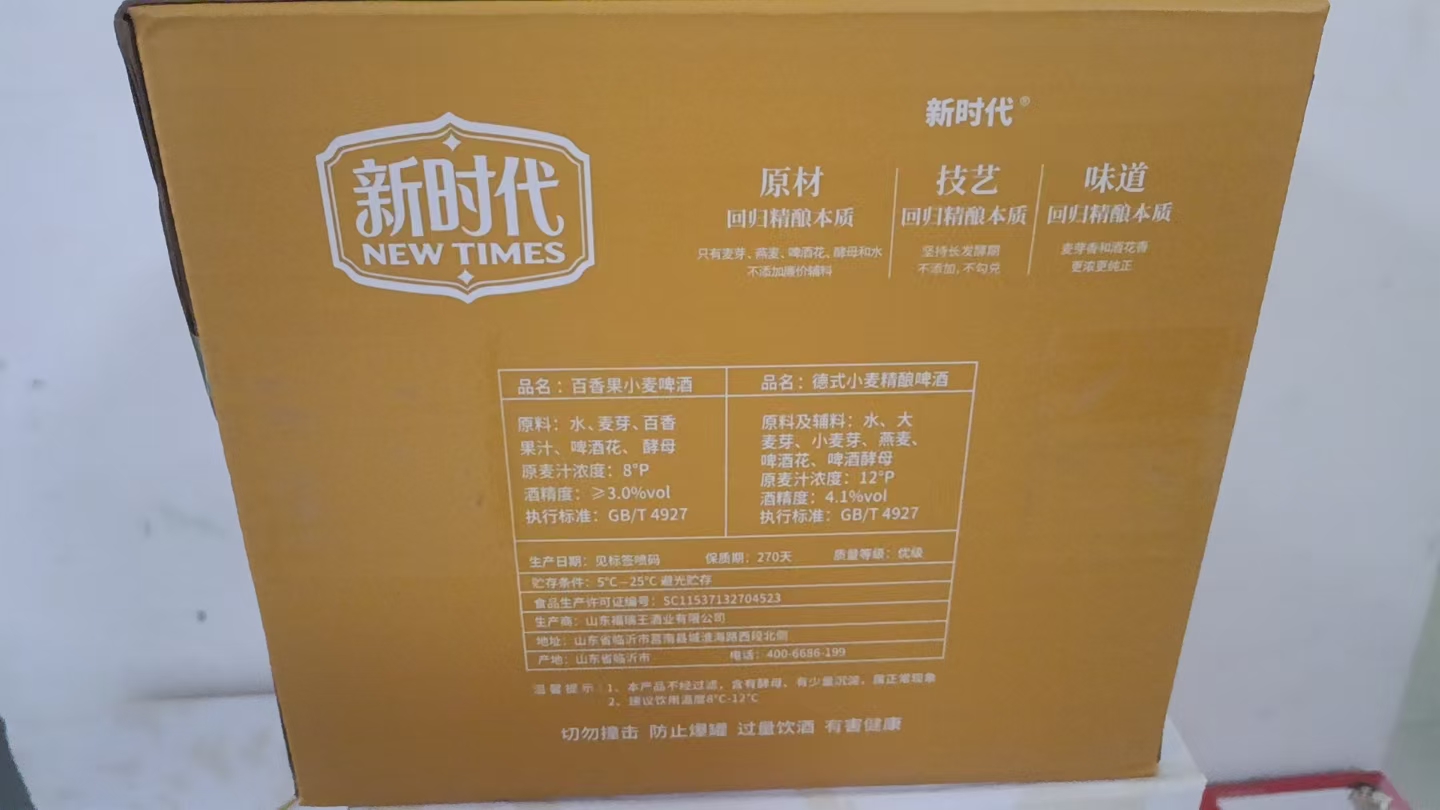 新时代
NEW TIMES
新时代®
原材
回归精酿本质
只有麦芽、燕麦、啤酒花、酵母和水
不添加廉价辅料
技艺
回归精酿本质
坚持长发酵期
不添加,不勾兑
味道
回归精酿本质
麦芽香和酒花香
更浓更纯正
品名：百香果小麦啤酒
原料：水、麦芽、百香
果汁、啤酒花、酵母
原麦汁浓度：8°P
酒精度：≥3.0%vol
执行标准：GB/T 4927
品名：德式小麦精酿啤酒
原料及辅料：水、大
麦芽、小麦芽、燕麦、
啤酒花、啤酒酵母
原麦汁浓度：12°P
酒精度：4.1%vol
执行标准：GB/T 4927
生产日期：见标签喷码 保质期：270天 质量等级：优级
贮存条件：5℃—25℃ 避光贮存
食品生产许可证编号：SC11537132704523
生产商：山东福瑞王酒业有限公司
地址：山东省临沂市莒南县城淮海路西段北侧
产地：山东省临沂市 电话：400-6686-199
温馨提示：1、本产品不经过滤，含有酵母，有少量沉淀，属正常现象
2、建议饮用温度8℃-12℃
切勿撞击 防止爆罐 过量饮酒 有害健康